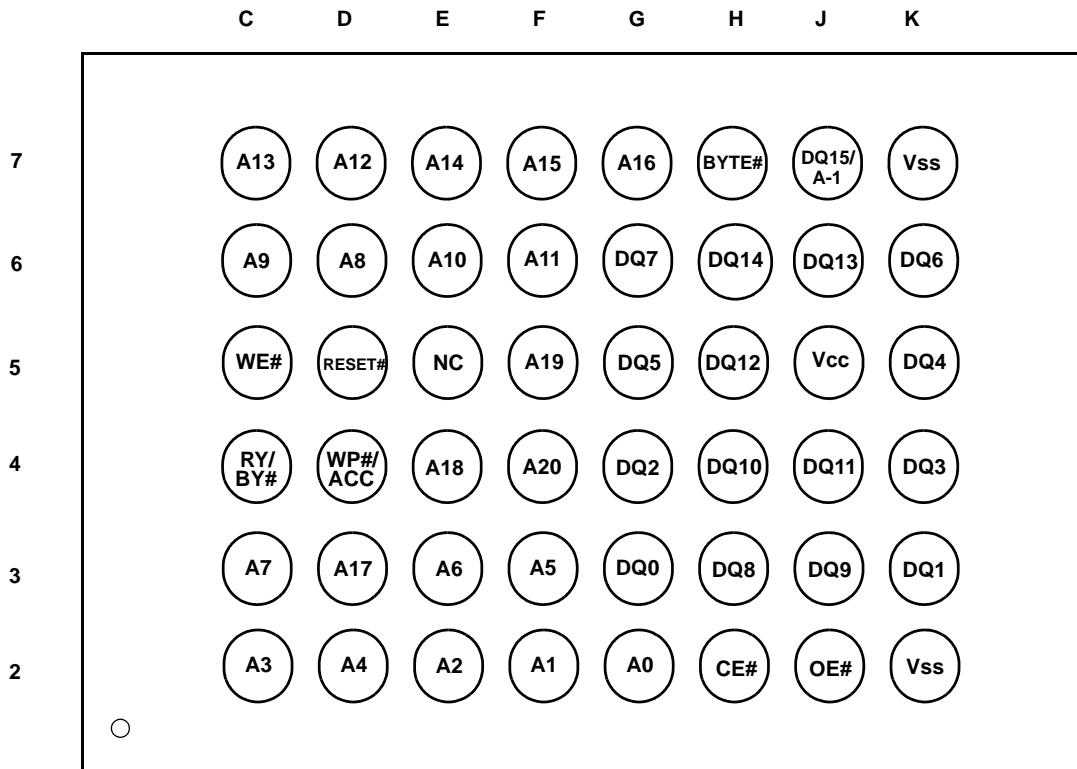 C D E F G H J K
7 A13 A12 A14 A15 A16 BYTE# DQ15/ A-1 Vss
6 A9 A8 A10 A11 DQ7 DQ14 DQ13 DQ6
5 WE# RESET# NC A19 DQ5 DQ12 Vcc DQ4
4 RY/ BY# WP#/ ACC A18 A20 DQ2 DQ10 DQ11 DQ3
3 A7 A17 A6 A5 DQ0 DQ8 DQ9 DQ1
2 A3 A4 A2 A1 A0 CE# OE# Vss